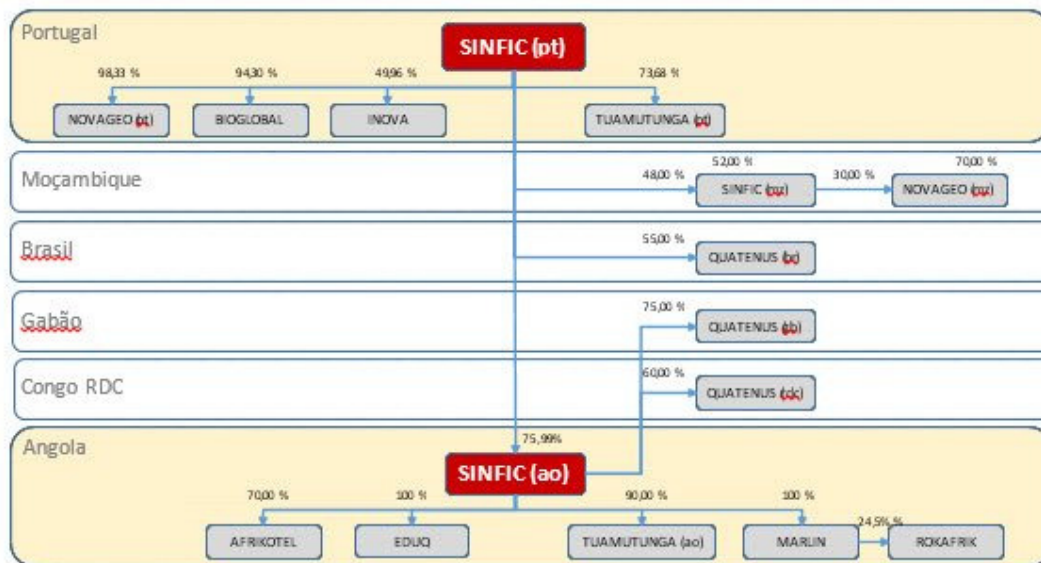 Portugal
SINFIC (pt)
98,33 %
94,30 %
49,96 %
73,68 %
NOVAGEO (pt)
BIOGLOBAL
INOVA
TUAMUTUNGA (pt)
Moçambique
52,00 %
70,00 %
48,00 %
SINFIC (mz)
30,00 %
NOVAGEO (mz)
Brasil
55,00 %
QUATENUS (br)
Gabão
75,00 %
QUATENUS
Congo RDC
60,00 %
QUATENUS (rdc)
Angola
75,99%
SINFIC (ao)
70,00 %
100 %
90,00 %
100 %
24,5% %
AFRIKOTEL
EDUQ
TUAMUTUNGA (ao)
MARLIN
ROKAFRIK